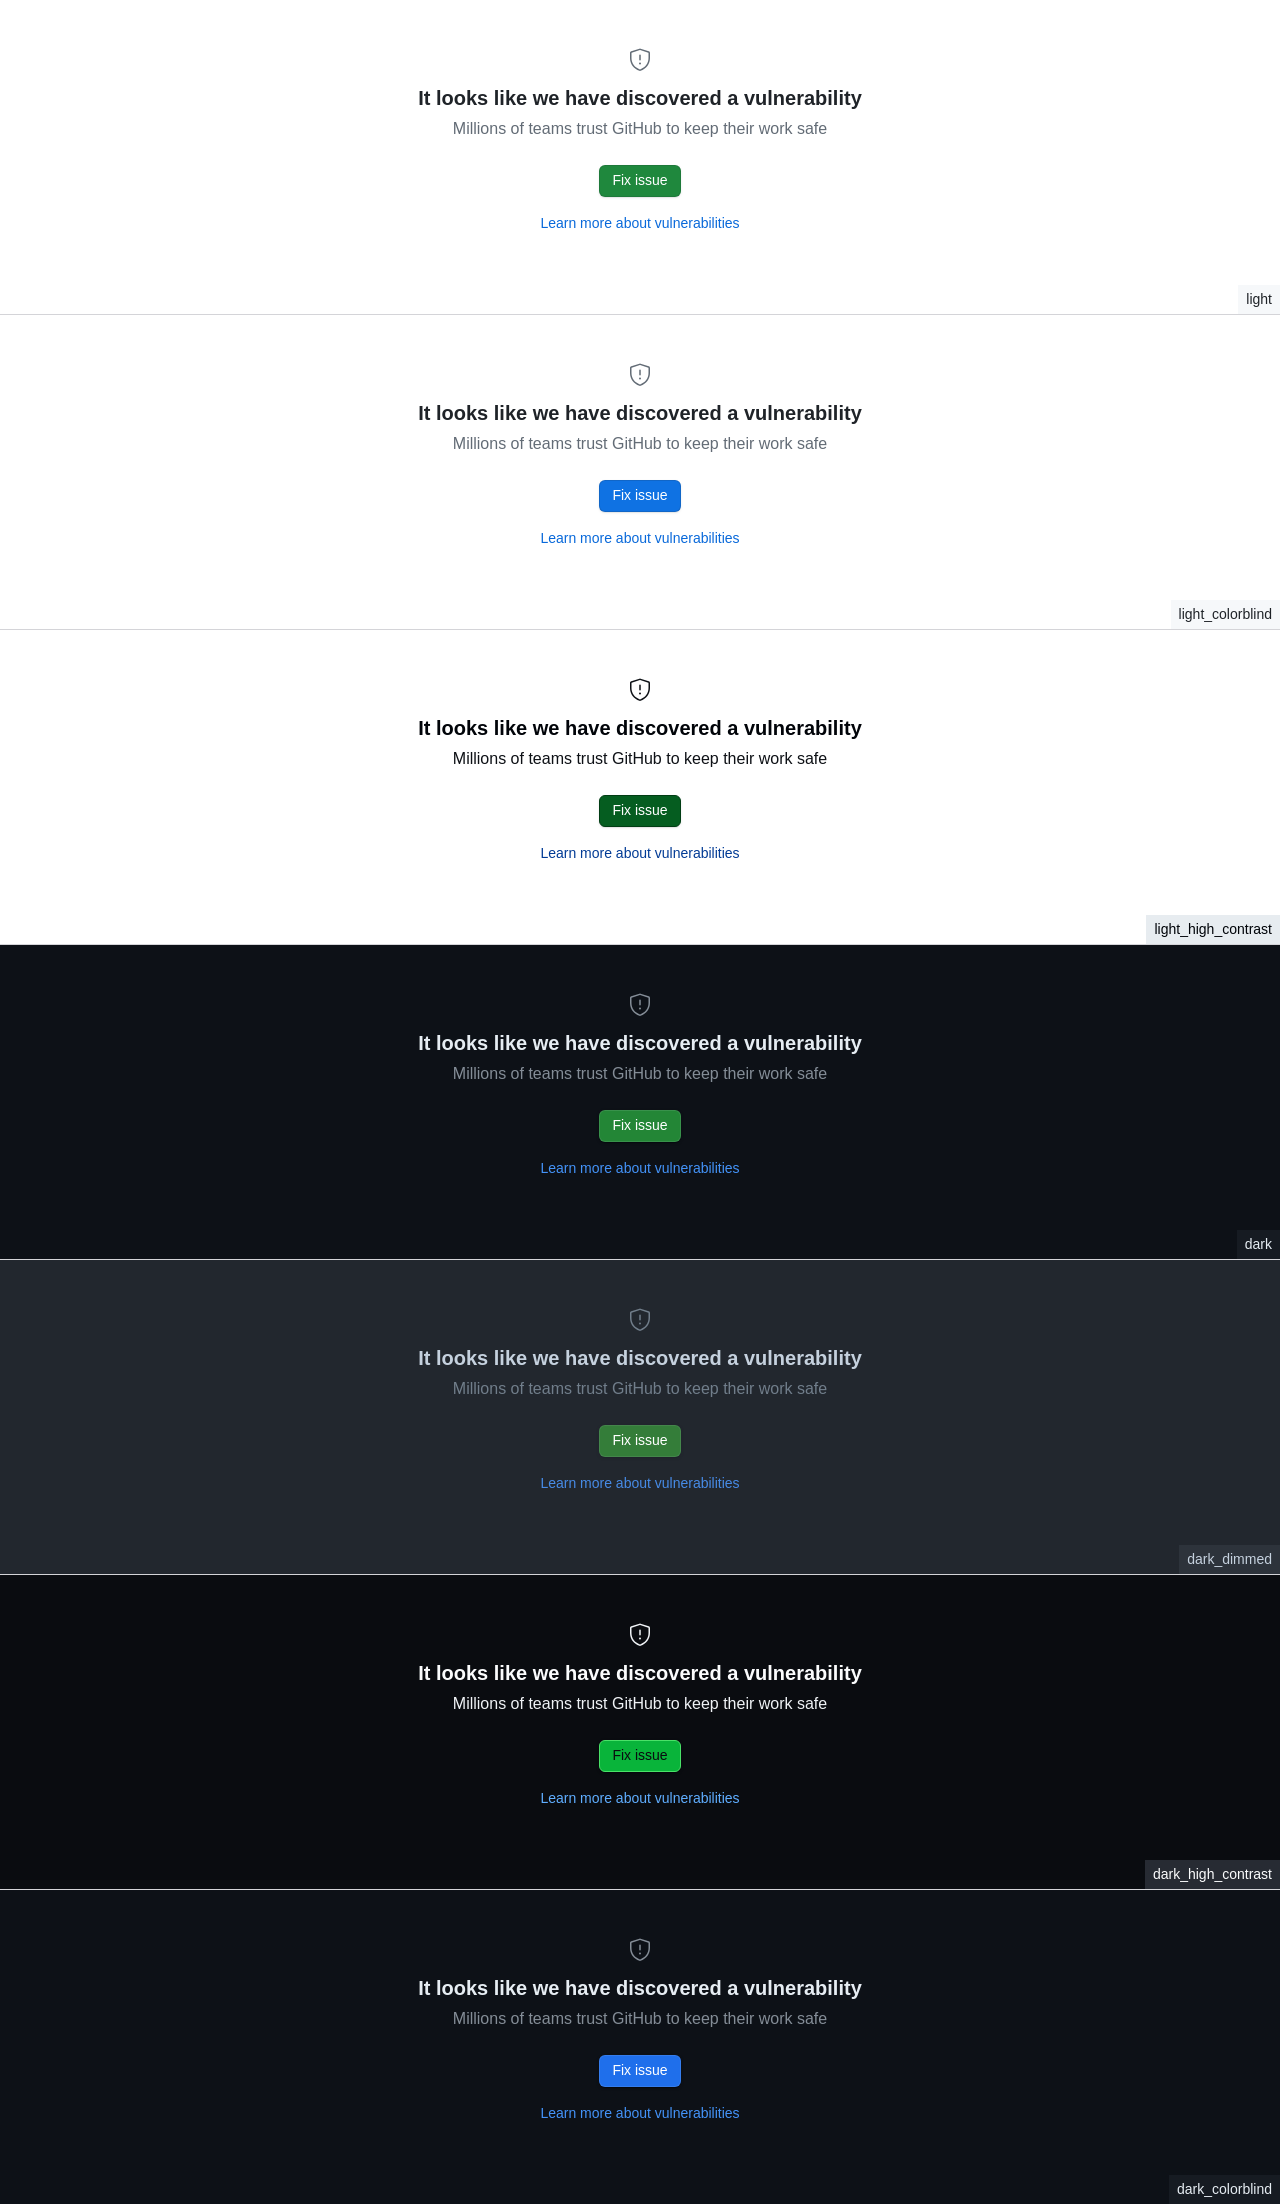 It looks like we have discovered a vulnerability
Millions of teams trust GitHub to keep their work safe
Fix issue
Learn more about vulnerabilities
light
It looks like we have discovered a vulnerability
Millions of teams trust GitHub to keep their work safe
Fix issue
Learn more about vulnerabilities
light_colorblind
It looks like we have discovered a vulnerability
Millions of teams trust GitHub to keep their work safe
Fix issue
Learn more about vulnerabilities
light_high_contrast
It looks like we have discovered a vulnerability
Millions of teams trust GitHub to keep their work safe
Fix issue
Learn more about vulnerabilities
dark
It looks like we have discovered a vulnerability
Millions of teams trust GitHub to keep their work safe
Fix issue
Learn more about vulnerabilities
dark_dimmed
It looks like we have discovered a vulnerability
Millions of teams trust GitHub to keep their work safe
Fix issue
Learn more about vulnerabilities
dark_high_contrast
It looks like we have discovered a vulnerability
Millions of teams trust GitHub to keep their work safe
Fix issue
Learn more about vulnerabilities
dark_colorblind